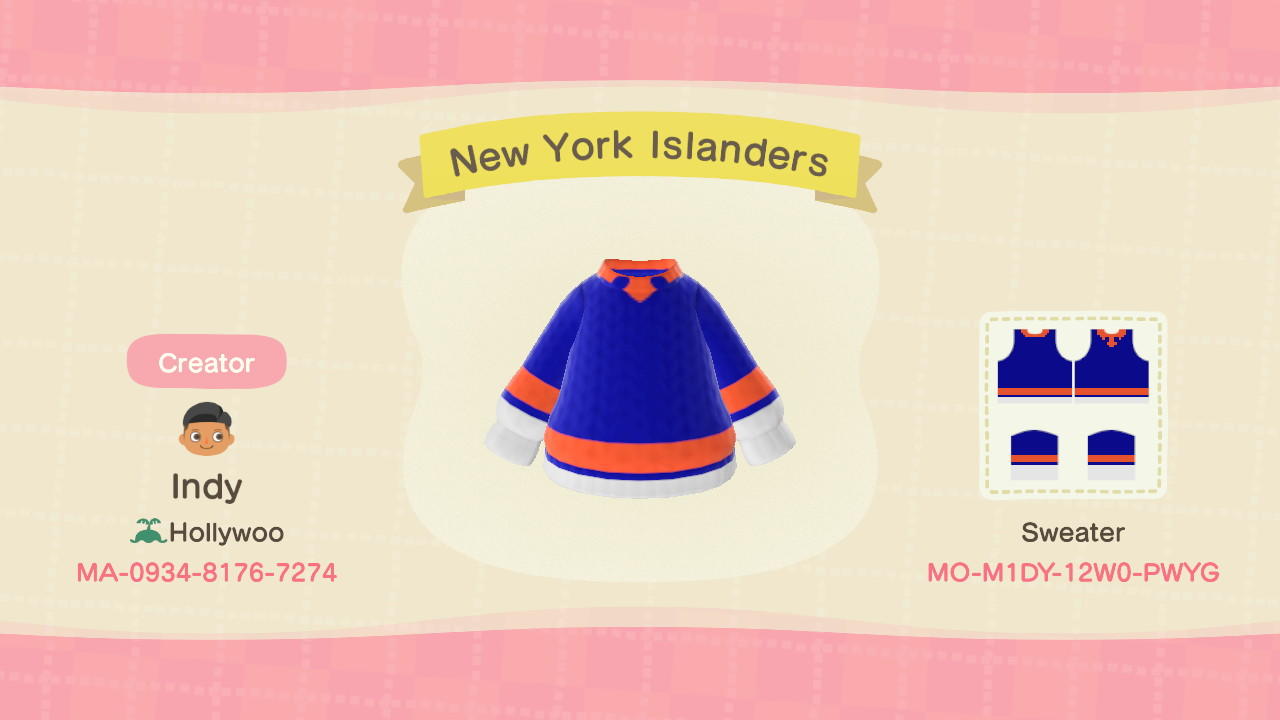 New York Islanders
Creator
Indy
Hollywoo
MA-0934-8176-7274
Sweater
MO-M1DY-12W0-PWYG